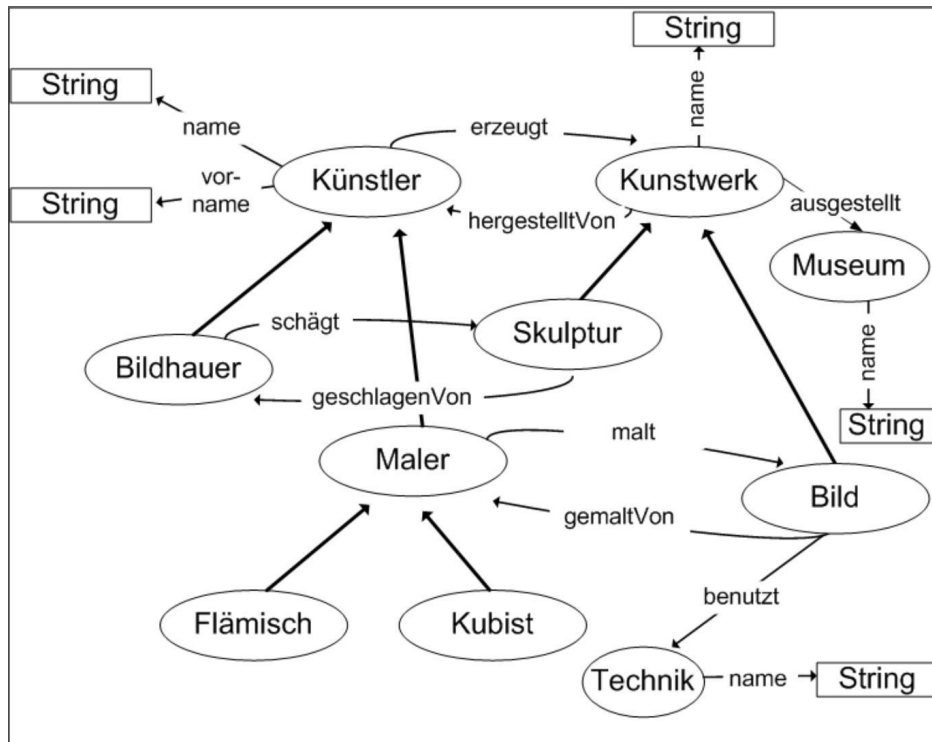 String
String
name
name
erzeugt
vor-
name
String
Künstler
Kunstwerk
ausgestellt
hergestelltVon
Museum
schägt
Skulptur
Bildhauer
name
geschlagenVon
String
malt
Maler
Bild
gemaltVon
benutzt
Flämisch
Kubist
Technik
name
String